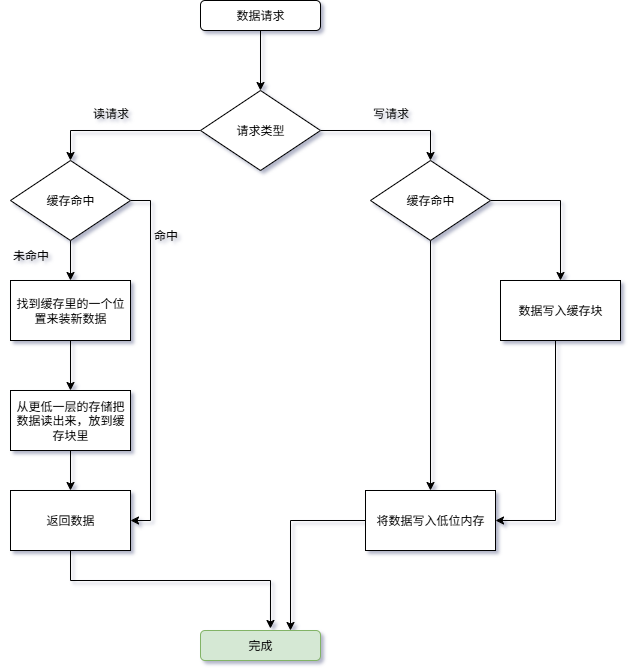 数据请求
读请求
请求类型
写请求
缓存命中
命中
未命中
找到缓存里的一个位
置来装新数据
从更低一层的存储把
数据读出来，放到缓
存块里
返回数据
缓存命中
数据写入缓存块
将数据写入低位内存
完成